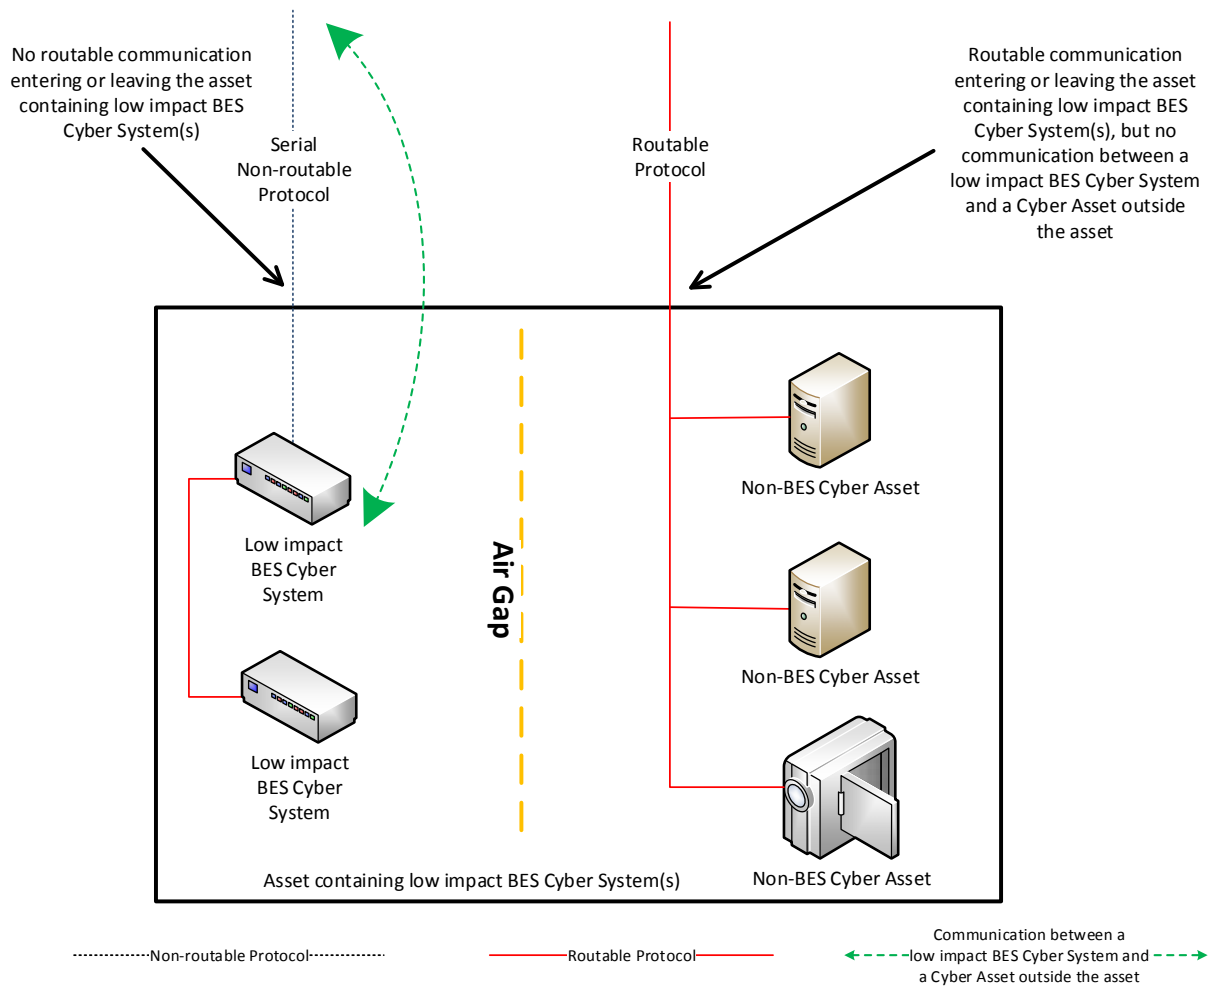 No routable communication
entering or leaving the asset
containing low impact BES
Cyber System(s)
Serial
Non-routable
Protocol
Routable
Protocol
Routable communication
entering or leaving the asset
containing low impact BES
Cyber System(s), but no
communication between a
low impact BES Cyber System
and a Cyber Asset outside
the asset
Low impact
BES Cyber
System
Low impact
BES Cyber
System
Air Gap
Non-BES Cyber Asset
Non-BES Cyber Asset
Non-BES Cyber Asset
Asset containing low impact BES Cyber System(s)
Non-routable Protocol
Routable Protocol
Communication between a
low impact BES Cyber System and
a Cyber Asset outside the asset